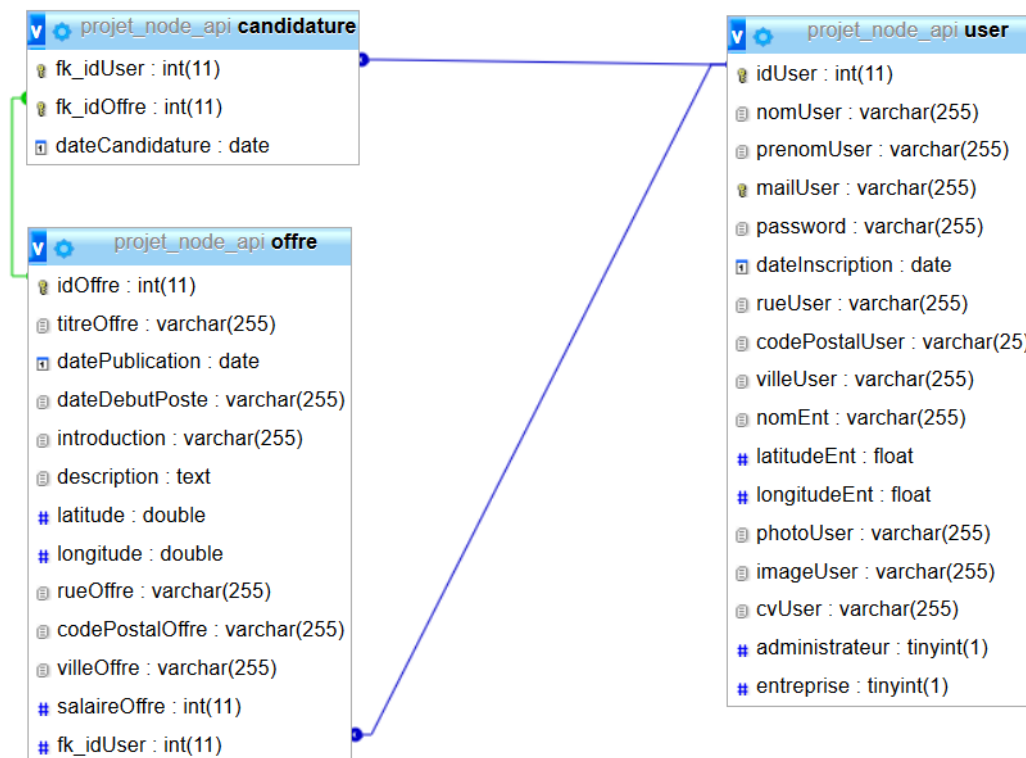 projet_node_api candidature
fk_idUser : int(11)
fk_idOffre : int(11)
dateCandidature : date
projet_node_api offre
idOffre : int(11)
titreOffre : varchar(255)
datePublication : date
dateDebutPoste : varchar(255)
introduction : varchar(255)
description : text
latitude : double
longitude : double
rueOffre : varchar(255)
codePostalOffre : varchar(255)
villeOffre : varchar(255)
salaireOffre : int(11)
fk_idUser : int(11)
projet_node_api user
idUser : int(11)
nomUser : varchar(255)
prenomUser : varchar(255)
mailUser : varchar(255)
password : varchar(255)
dateInscription : date
rueUser : varchar(255)
codePostalUser : varchar(25)
villeUser : varchar(255)
nomEnt : varchar(255)
latitudeEnt : float
longitudeEnt : float
photoUser : varchar(255)
imageUser : varchar(255)
cvUser : varchar(255)
administrateur : tinyint(1)
entreprise : tinyint(1)